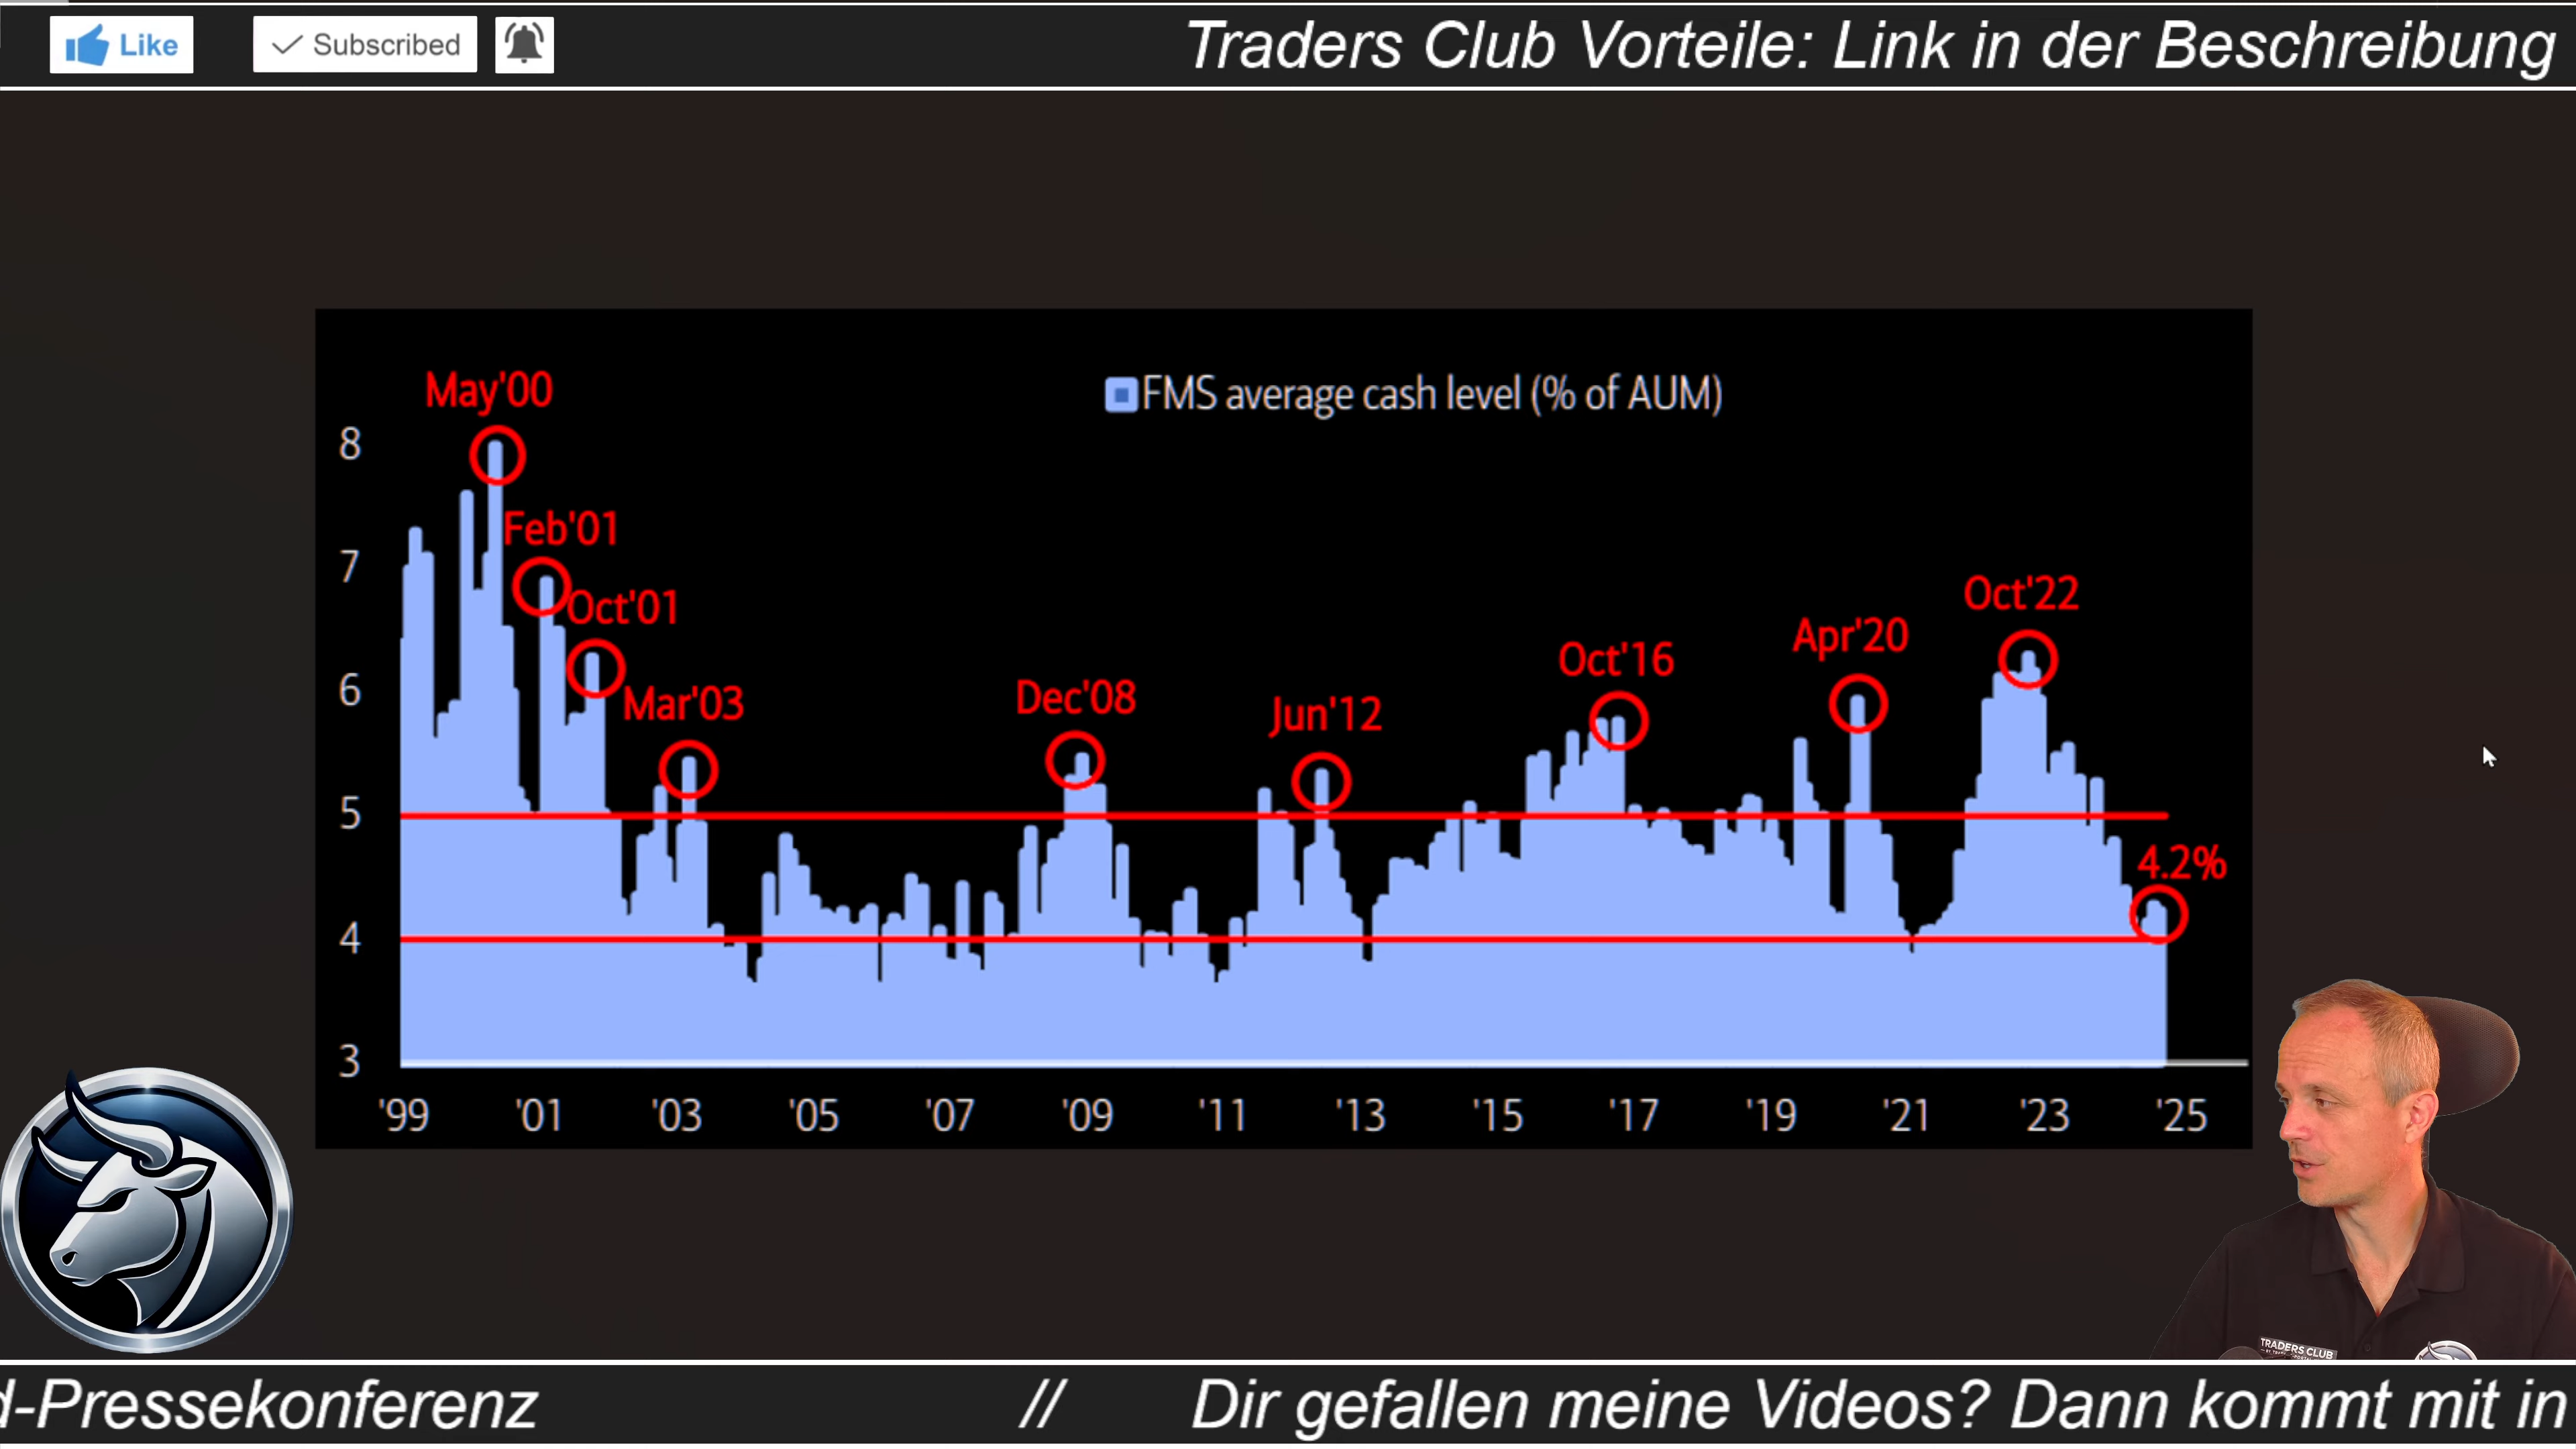 Like
Subscribed
Traders Club Vorteile: Link in der Beschreibung
FMS average cash level (% of AUM)
May'00
Feb'01
Oct'01
Mar'03
Dec'08
Jun'12
Oct'16
Apr'20
Oct'22
4.2%
8
7
6
5
4
3
'99 '01 '03 '05 '07 '09 '11 '13 '15 '17 '19 '21 '23 '25
TRADERS CLUB
d-Pressekonferenz // Dir gefallen meine Videos? Dann kommt mit in